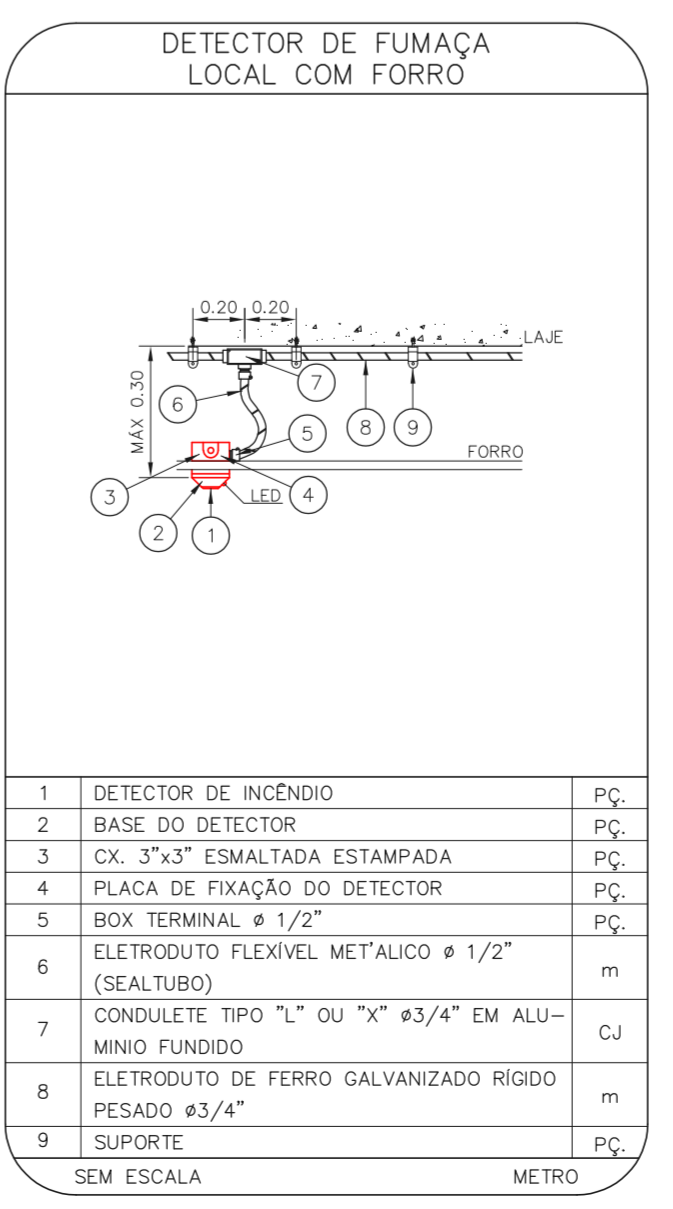 DETECTOR DE FUMAÇA
LOCAL COM FORRO
0.20 0.20
LAJE
MÁX 0.30
7
6
5
8
9
FORRO
3
LED
4
2
1
1 DETECTOR DE INCÊNDIO PÇ.
2 BASE DO DETECTOR PÇ.
3 CX. 3”x3” ESMALTADA ESTAMPADA PÇ.
4 PLACA DE FIXAÇÃO DO DETECTOR PÇ.
5 BOX TERMINAL ø 1/2” PÇ.
6 ELETRODUTO FLEXÍVEL MET’ALICO ø 1/2”
(SEALTUBO) m
7 CONDULETE TIPO ”L” OU ”X” ø3/4” EM ALU–
MINIO FUNDIDO CJ
8 ELETRODUTO DE FERRO GALVANIZADO RÍGIDO
PESADO ø3/4” m
9 SUPORTE PÇ.
SEM ESCALA METRO